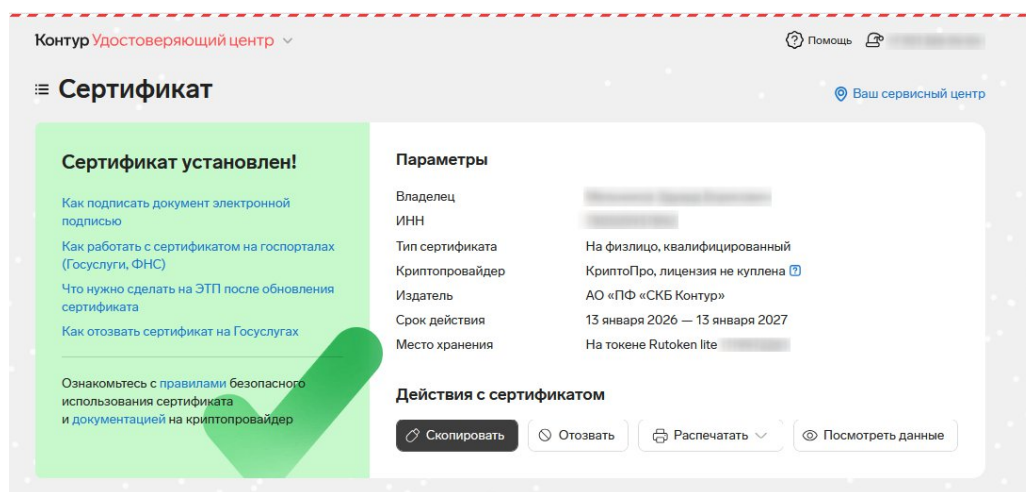 Контур Удостоверяющий центр
Помощь
Сертификат
Ваш сервисный центр
Сертификат установлен!
Как подписать документ электронной
подписью
Как работать с сертификатом на госпорталах
(Госуслуги, ФНС)
Что нужно сделать на ЭТП после обновления
сертификата
Как отозвать сертификат на Госуслугах
Ознакомьтесь с правилами безопасного
использования сертификата
и документацией на криптопровайдер
Параметры
Владелец
ИНН
Тип сертификата На физлицо, квалифицированный
Криптопровайдер КриптоПро, лицензия не куплена ?
Издатель АО «ПФ «СКБ Контур»
Срок действия 13 января 2026 — 13 января 2027
Место хранения На токене Rutoken lite
Действия с сертификатом
Скопировать Отозвать Распечатать Посмотреть данные